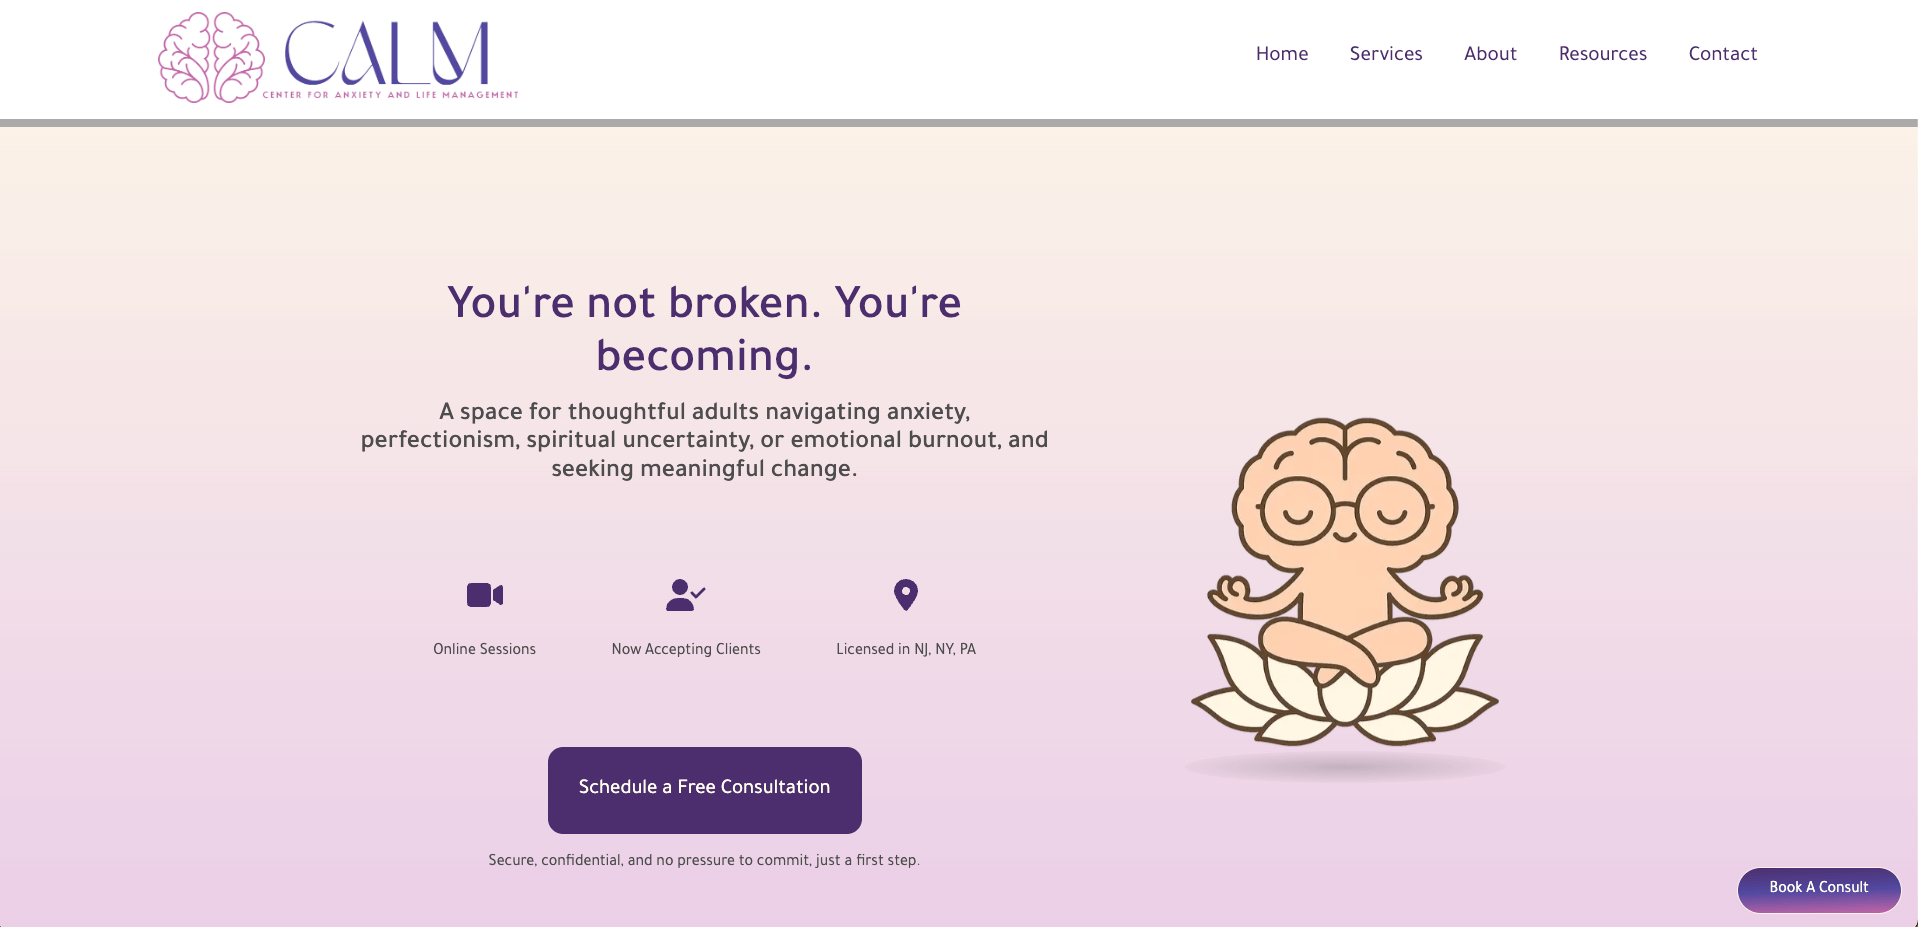 CALM
CENTER FOR ANXIETY AND LIFE MANAGEMENT
Home
Services
About
Resources
Contact
You're not broken. You're
becoming.
A space for thoughtful adults navigating anxiety,
perfectionism, spiritual uncertainty, or emotional burnout, and
seeking meaningful change.
Online Sessions
Now Accepting Clients
Licensed in NJ, NY, PA
Schedule a Free Consultation
Secure, confidential, and no pressure to commit, just a first step.
Book A Consult